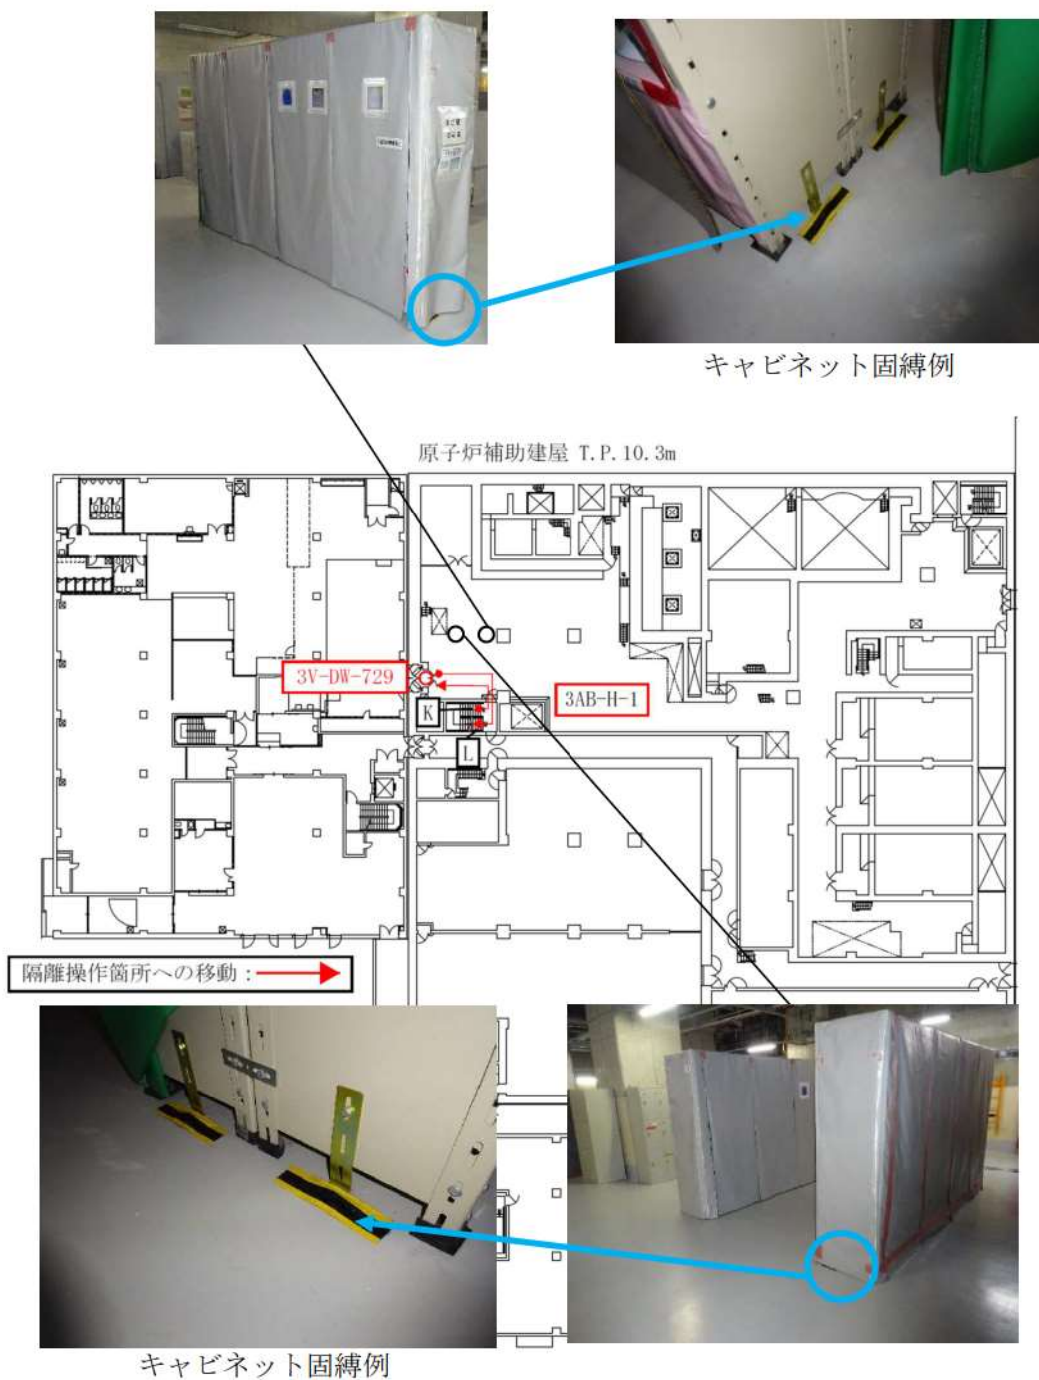 キャビネット固縛例
原子炉補助建屋 T.P.10.3m
3V-DW-729
3AB-H-1
K
L
隔離操作箇所への移動：
キャビネット固縛例